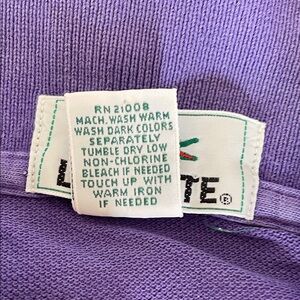 RN 21008
MACH. WASH WARM
WASH DARK COLORS
SEPARATELY
TUMBLE DRY LOW
NON-CHLORINE
BLEACH IF NEEDED
TOUCH UP WITH
WARM IRON
IF NEEDED